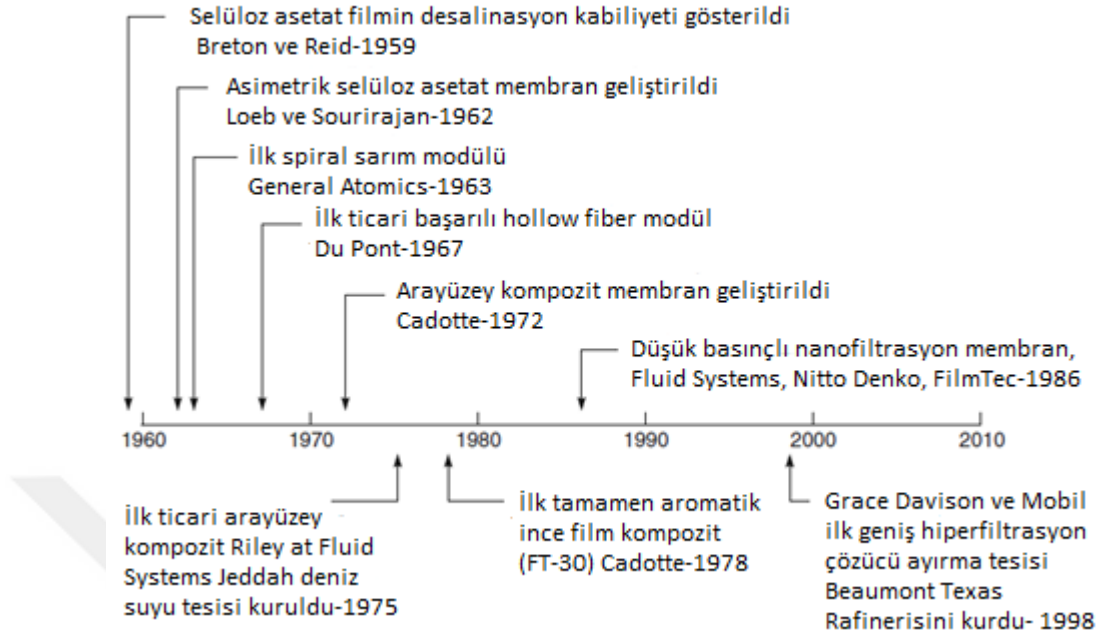 Selüloz asetat filmin desalinasyon kabiliyeti gösterildi
Breton ve Reid-1959
Asimetrik selüloz asetat membran geliştirildi
Loeb ve Sourirajan-1962
İlk spiral sarım modülü
General Atomics-1963
İlk ticari başarılı hollow fiber modül
Du Pont-1967
Arayüzey kompozit membran geliştirildi
Cadotte-1972
Düşük basınçlı nanofiltrasyon membran,
Fluid Systems, Nitto Denko, FilmTec-1986
1960 1970 1980 1990 2000 2010
İlk ticari arayüzey
kompozit Riley at Fluid
Systems Jeddah deniz
suyu tesisi kuruldu-1975
İlk tamamen aromatik
ince film kompozit
(FT-30) Cadotte-1978
Grace Davison ve Mobil
ilk geniş hiperfiltrasyon
çözücü ayırma tesisi
Beaumont Texas
Rafinerisini kurdu- 1998